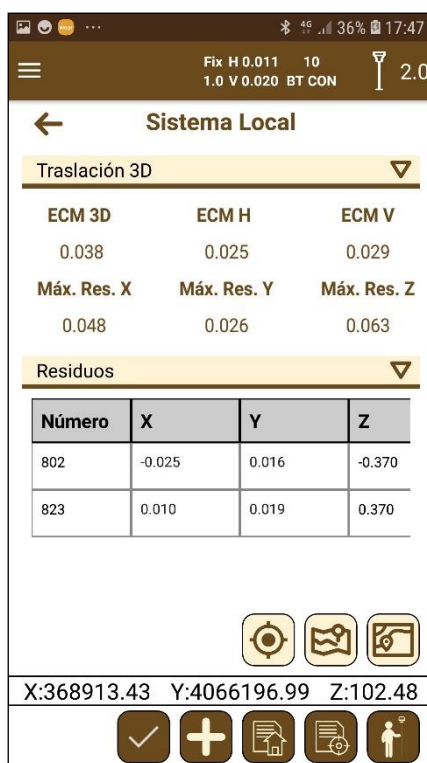 4G 36% 17:47
Fix H 0.011 10
1.0 V 0.020 BT CON
2.0
Sistema Local
Traslación 3D
ECM 3D ECM H ECM V
0.038 0.025 0.029
Máx. Res. X Máx. Res. Y Máx. Res. Z
0.048 0.026 0.063
Residuos
Número X Y Z
802 -0.025 0.016 -0.370
823 0.010 0.019 0.370
X:368913.43 Y:4066196.99 Z:102.48